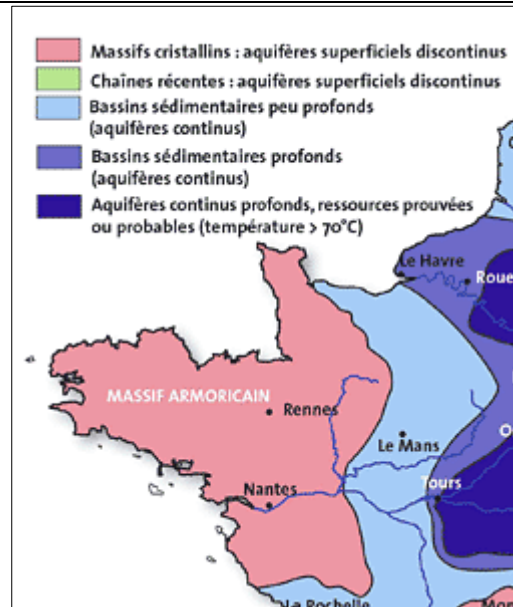 Massifs cristallins : aquifères superficiels discontinus
Chaînes récentes : aquifères superficiels discontinus
Bassins sédimentaires peu profonds
(aquifères continus)
Bassins sédimentaires profonds
(aquifères continus)
Aquifères continus profonds, ressources prouvées
ou probables (température > 70°C)
Le Havre
Roue
MASSIF ARMORICAIN
Rennes
Le Mans
O
Tours
Nantes
La Rochelle
Mo